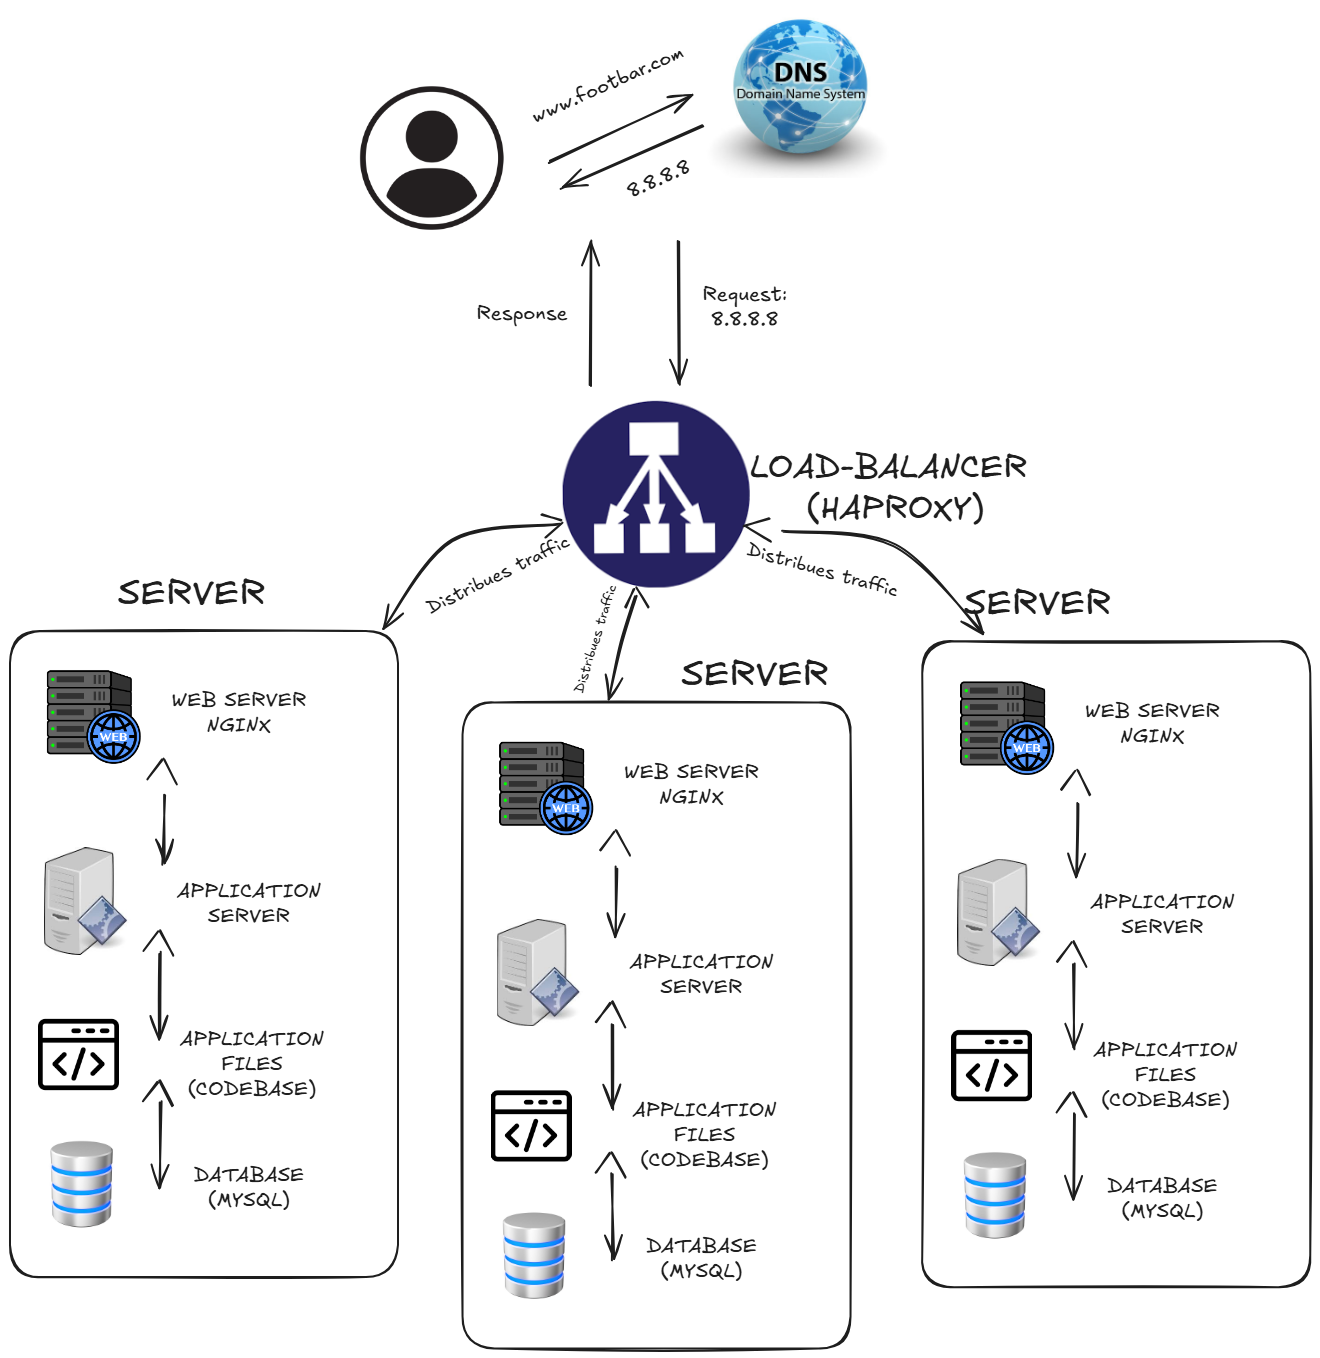 www.footbar.com
DNS
Domain Name System
8.8.8.8
Response
Request:
8.8.8.8
LOAD-BALANCER
(HAPROXY)
Distribues traffic
Distribues traffic
Distribues traffic
SERVER
WEB SERVER
NGINX
WEB
APPLICATION
SERVER
APPLICATION
FILES
(CODEBASE)
</>
DATABASE
(MYSQL)
SERVER
WEB SERVER
NGINX
WEB
APPLICATION
SERVER
APPLICATION
FILES
(CODEBASE)
</>
DATABASE
(MYSQL)
SERVER
WEB SERVER
NGINX
WEB
APPLICATION
SERVER
APPLICATION
FILES
(CODEBASE)
</>
DATABASE
(MYSQL)